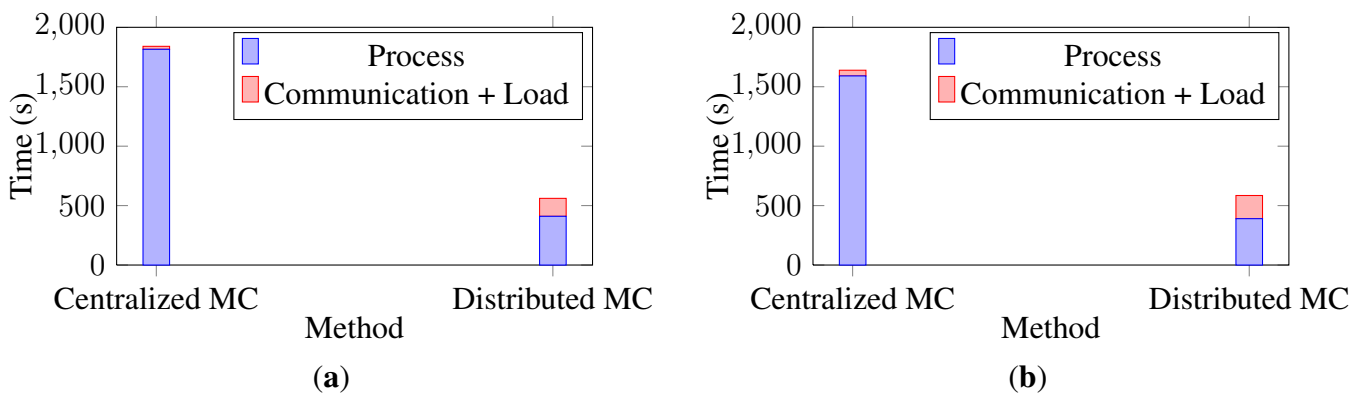 2,000
1,500
1,000
500
0
Time (s)
Process
Communication + Load
Centralized MC
Distributed MC
Method
(a)
2,000
1,500
1,000
500
0
Time (s)
Process
Communication + Load
Centralized MC
Distributed MC
Method
(b)